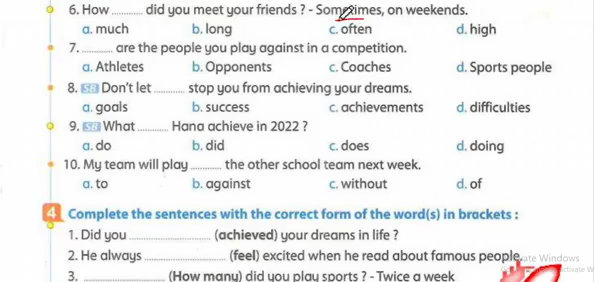 6. How ............ did you meet your friends ? - Sometimes, on weekends.
a. much b. long c. often d. high
7. ............ are the people you play against in a competition.
a. Athletes b. Opponents c. Coaches d. Sports people
8. SB Don't let ............ stop you from achieving your dreams.
a. goals b. success c. achievements d. difficulties
9. SB What ............ Hana achieve in 2022 ?
a. do b. did c. does d. doing
10. My team will play ............ the other school team next week.
a. to b. against c. without d. of
4 Complete the sentences with the correct form of the word(s) in brackets :
1. Did you ........................ (achieved) your dreams in life ?
2. He always ........................ (feel) excited when he read about famous people.
3. ........................ (How many) did you play sports ? - Twice a week